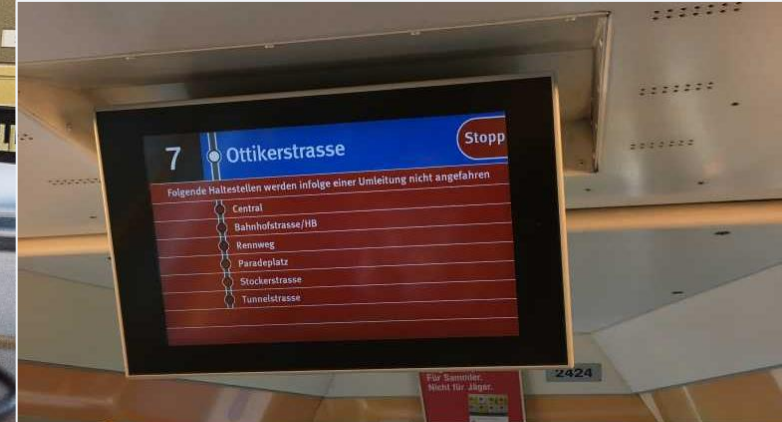 7 Ottikerstrasse Stopp
Folgende Haltestellen werden infolge einer Umleitung nicht angefahren
Central
Bahnhofstrasse/HB
Rennweg
Paradeplatz
Stockerstrasse
Tunnelstrasse
2424
Für Sammler.
Nicht für Jäger.